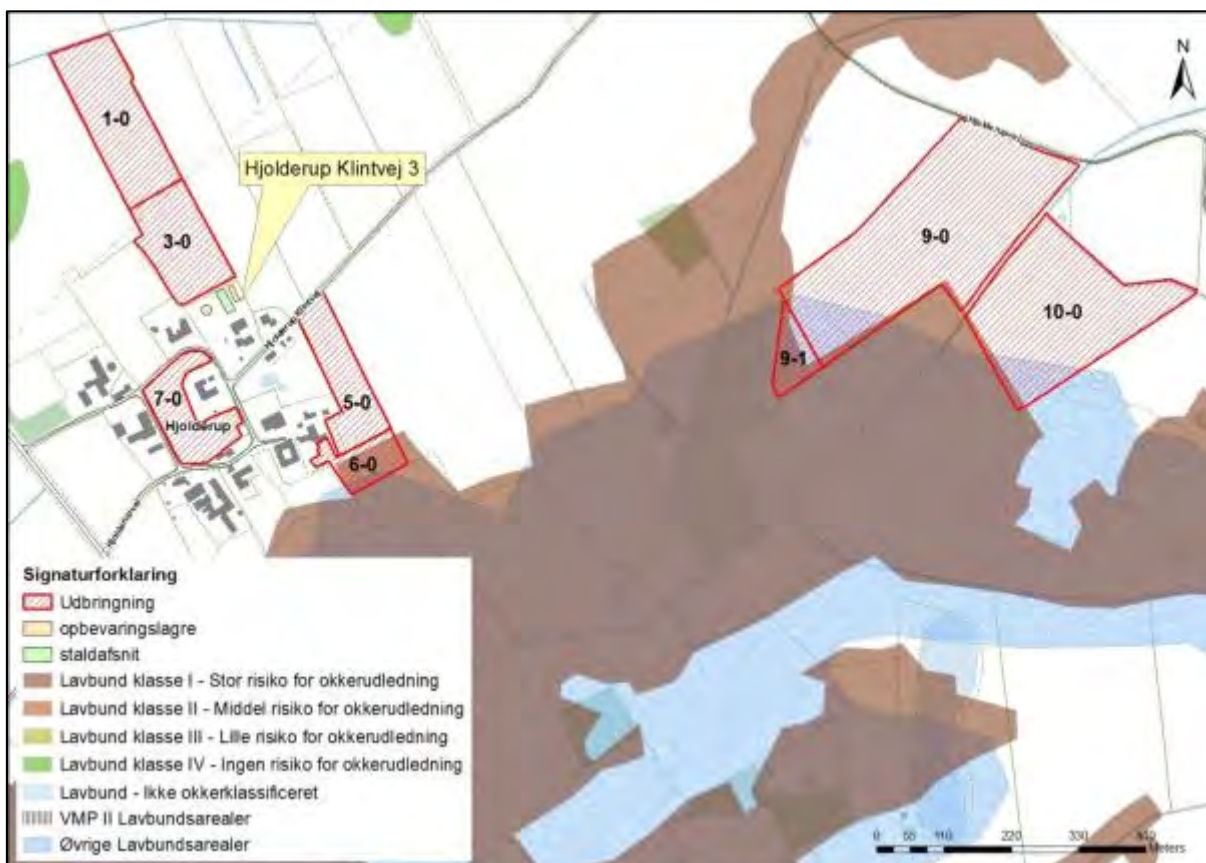 N
1-0
Hjolderup Klintvej 3
3-0
9-0
10-0
9-1
7-0
Hjolderup
5-0
6-0
Hjolderup Klintvej
Signaturforklaring
Udbringning
opbevaringslagre
staldafsnit
Lavbund klasse I - Stor risiko for okkerudledning
Lavbund klasse II - Middel risiko for okkerudledning
Lavbund klasse III - Lille risiko for okkerudledning
Lavbund klasse IV - Ingen risiko for okkerudledning
Lavbund - Ikke okkerklassificeret
VMP II Lavbundsarealer
Øvrige Lavbundsarealer
0 55 110 220 330 440
Meters